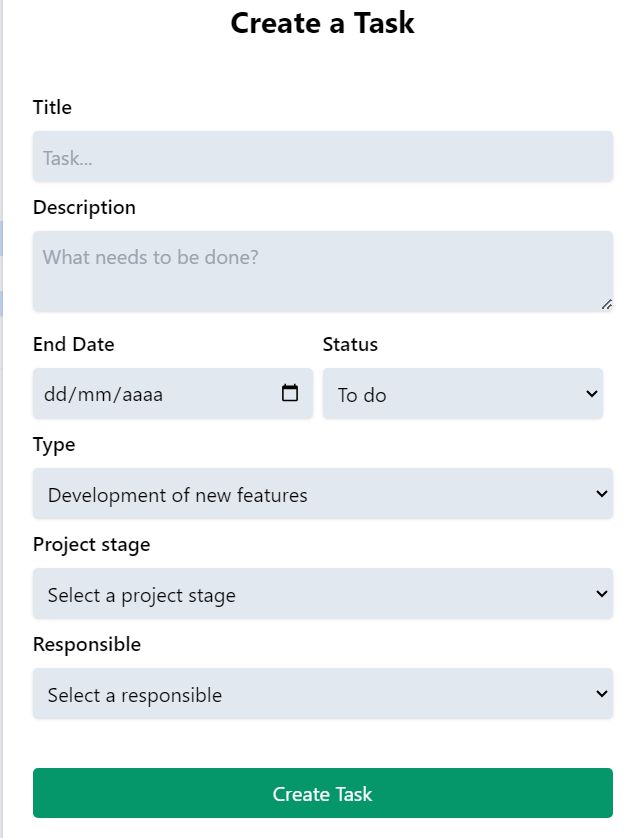 Create a Task
Title
Task...
Description
What needs to be done?
End Date
Status
dd/mm/aaaa
To do
Type
Development of new features
Project stage
Select a project stage
Responsible
Select a responsible
Create Task